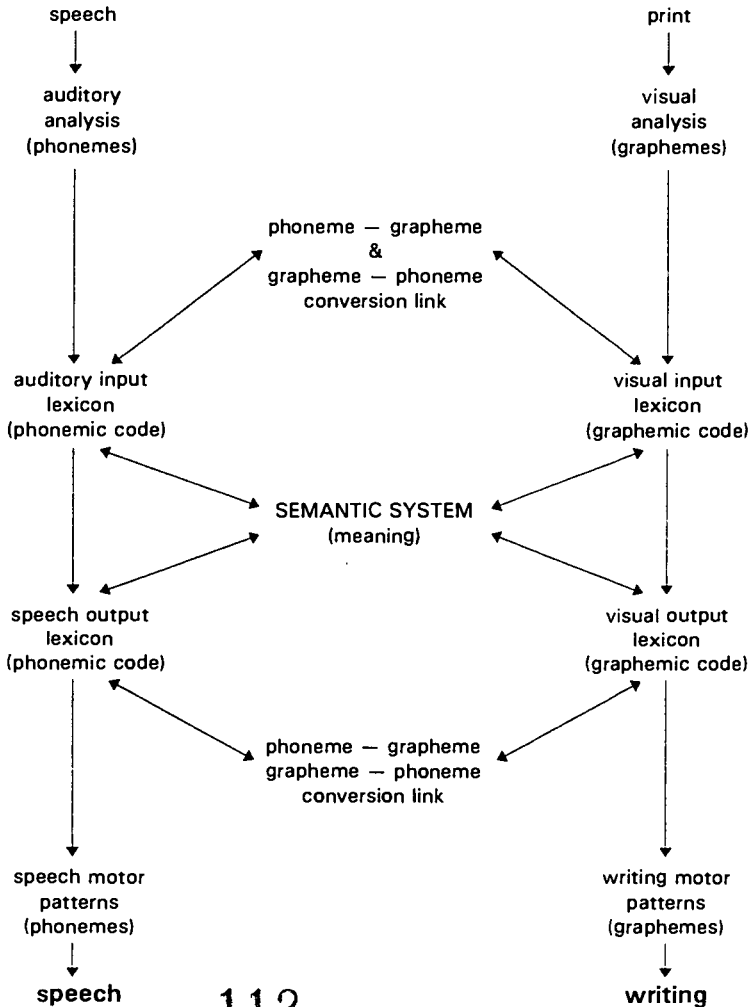 speech
print
auditory
analysis
(phonemes)
visual
analysis
(graphemes)
phoneme — grapheme
&
grapheme — phoneme
conversion link
auditory input
lexicon
(phonemic code)
visual input
lexicon
(graphemic code)
SEMANTIC SYSTEM
(meaning)
speech output
lexicon
(phonemic code)
visual output
lexicon
(graphemic code)
phoneme — grapheme
grapheme — phoneme
conversion link
speech motor
patterns
(phonemes)
writing motor
patterns
(graphemes)
speech
112
writing